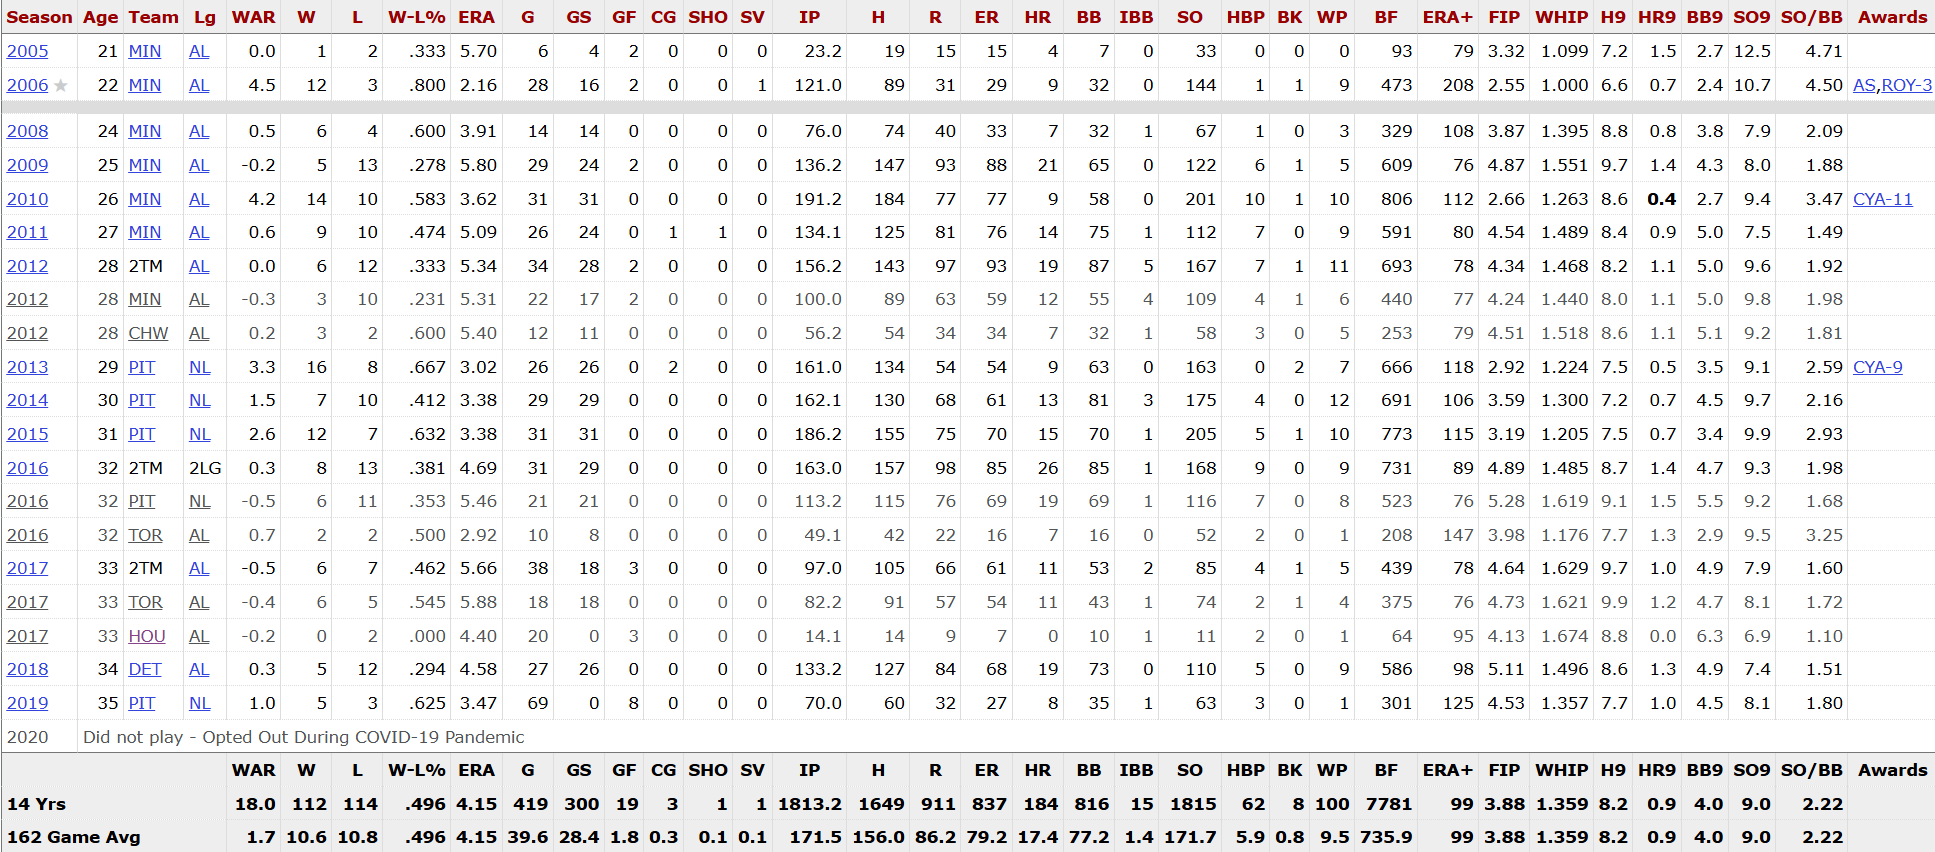 Season Age Team Lg WAR W L W-L% ERA G GS GF CG SHO SV IP H R ER HR BB IBB SO HBP BK WP BF ERA+ FIP WHIP H9 HR9 BB9 SO9 SO/BB Awards
2005 21 MIN AL 0.0 1 2 .333 5.70 6 4 2 0 0 0 23.2 19 15 15 4 7 0 33 0 0 0 93 79 3.32 1.099 7.2 1.5 2.7 12.5 4.71
2006 ★ 22 MIN AL 4.5 12 3 .800 2.16 28 16 2 0 0 1 121.0 89 31 29 9 32 0 144 1 1 9 473 208 2.55 1.000 6.6 0.7 2.4 10.7 4.50 AS,ROY-3
2008 24 MIN AL 0.5 6 4 .600 3.91 14 14 0 0 0 0 76.0 74 40 33 7 32 1 67 1 0 3 329 108 3.87 1.395 8.8 0.8 3.8 7.9 2.09
2009 25 MIN AL -0.2 5 13 .278 5.80 29 24 2 0 0 0 136.2 147 93 88 21 65 0 122 6 1 5 609 76 4.87 1.551 9.7 1.4 4.3 8.0 1.88
2010 26 MIN AL 4.2 14 10 .583 3.62 31 31 0 0 0 0 191.2 184 77 77 9 58 0 201 10 1 10 806 112 2.66 1.263 8.6 0.4 2.7 9.4 3.47 CYA-11
2011 27 MIN AL 0.6 9 10 .474 5.09 26 24 0 1 1 0 134.1 125 81 76 14 75 1 112 7 0 9 591 80 4.54 1.489 8.4 0.9 5.0 7.5 1.49
2012 28 2TM AL 0.0 6 12 .333 5.34 34 28 2 0 0 0 156.2 143 97 93 19 87 5 167 7 1 11 693 78 4.34 1.468 8.2 1.1 5.0 9.6 1.92
2012 28 MIN AL -0.3 3 10 .231 5.31 22 17 2 0 0 0 100.0 89 63 59 12 55 4 109 4 1 6 440 77 4.24 1.440 8.0 1.1 5.0 9.8 1.98
2012 28 CHW AL 0.2 3 2 .600 5.40 12 11 0 0 0 0 56.2 54 34 34 7 32 1 58 3 0 5 253 79 4.51 1.518 8.6 1.1 5.1 9.2 1.81
2013 29 PIT NL 3.3 16 8 .667 3.02 26 26 0 2 0 0 161.0 134 54 54 9 63 0 163 0 2 7 666 118 2.92 1.224 7.5 0.5 3.5 9.1 2.59 CYA-9
2014 30 PIT NL 1.5 7 10 .412 3.38 29 29 0 0 0 0 162.1 130 68 61 13 81 3 175 4 0 12 691 106 3.59 1.300 7.2 0.7 4.5 9.7 2.16
2015 31 PIT NL 2.6 12 7 .632 3.38 31 31 0 0 0 0 186.2 155 75 70 15 70 1 205 5 1 10 773 115 3.19 1.205 7.5 0.7 3.4 9.9 2.93
2016 32 2TM 2LG 0.3 8 13 .381 4.69 31 29 0 0 0 0 163.0 157 98 85 26 85 1 168 9 0 9 731 89 4.89 1.485 8.7 1.4 4.7 9.3 1.98
2016 32 PIT NL -0.5 6 11 .353 5.46 21 21 0 0 0 0 113.2 115 76 69 19 69 1 116 7 0 8 523 76 5.28 1.619 9.1 1.5 5.5 9.2 1.68
2016 32 TOR AL 0.7 2 2 .500 2.92 10 8 0 0 0 0 49.1 42 22 16 7 16 0 52 2 0 1 208 147 3.98 1.176 7.7 1.3 2.9 9.5 3.25
2017 33 2TM AL -0.5 6 7 .462 5.66 38 18 3 0 0 0 97.0 105 66 61 11 53 2 85 4 1 5 439 78 4.64 1.629 9.7 1.0 4.9 7.9 1.60
2017 33 TOR AL -0.4 6 5 .545 5.88 18 18 0 0 0 0 82.2 91 57 54 11 43 1 74 2 1 4 375 76 4.73 1.621 9.9 1.2 4.7 8.1 1.72
2017 33 HOU AL -0.2 0 2 .000 4.40 20 0 3 0 0 0 14.1 14 9 7 0 10 1 11 2 0 1 64 95 4.13 1.674 8.8 0.0 6.3 6.9 1.10
2018 34 DET AL 0.3 5 12 .294 4.58 27 26 0 0 0 0 133.2 127 84 68 19 73 0 110 5 0 9 586 98 5.11 1.496 8.6 1.3 4.9 7.4 1.51
2019 35 PIT NL 1.0 5 3 .625 3.47 69 0 8 0 0 0 70.0 60 32 27 8 35 1 63 3 0 1 301 125 4.53 1.357 7.7 1.0 4.5 8.1 1.80
2020 Did not play - Opted Out During COVID-19 Pandemic
WAR W L W-L% ERA G GS GF CG SHO SV IP H R ER HR BB IBB SO HBP BK WP BF ERA+ FIP WHIP H9 HR9 BB9 SO9 SO/BB Awards
14 Yrs 18.0 112 114 .496 4.15 419 300 19 3 1 1 1813.2 1649 911 837 184 816 15 1815 62 8 100 7781 99 3.88 1.359 8.2 0.9 4.0 9.0 2.22
162 Game Avg 1.7 10.6 10.8 .496 4.15 39.6 28.4 1.8 0.3 0.1 0.1 171.5 156.0 86.2 79.2 17.4 77.2 1.4 171.7 5.9 0.8 9.5 735.9 99 3.88 1.359 8.2 0.9 4.0 9.0 2.22